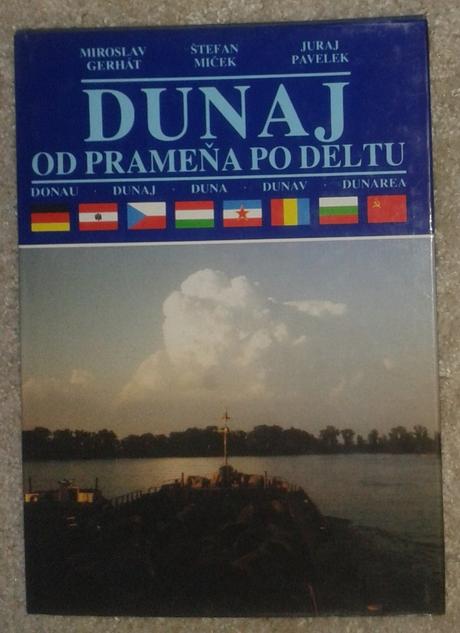 MIROSLAV GERHÁT
ŠTEFAN MIČEK
JURAJ PAVELEK
DUNAJ
OD PRAMEŇA PO DELTU
DONAU · DUNAJ · DUNA · DUNAV · DUNAREA